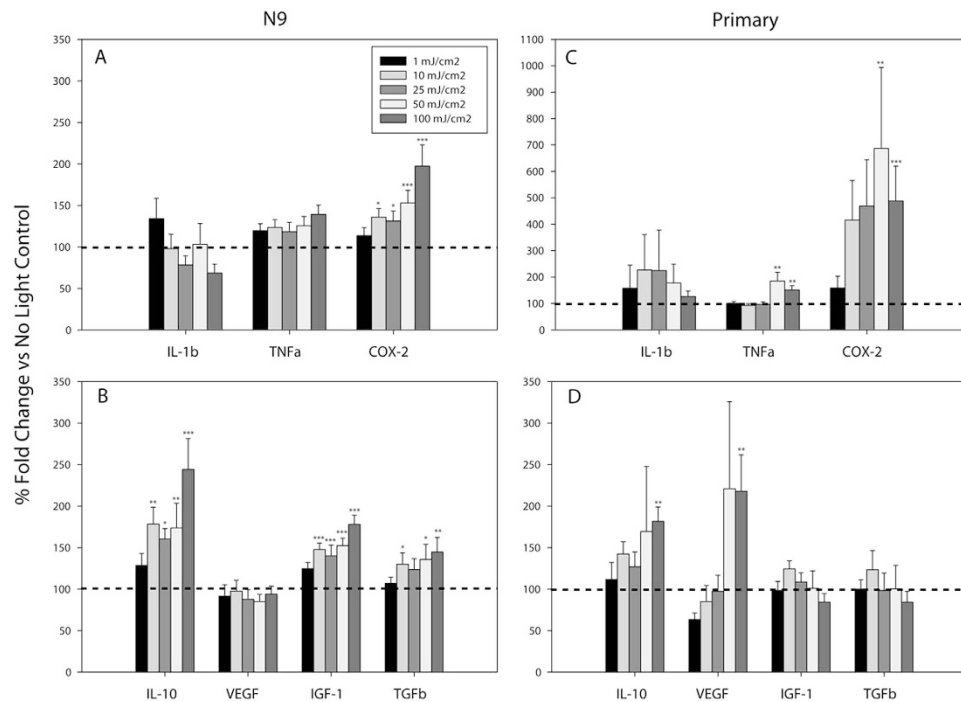 N9
Primary
% Fold Change vs No Light Control
A
350
300
250
200
150
100
50
0
1 mJ/cm2
10 mJ/cm2
25 mJ/cm2
50 mJ/cm2
100 mJ/cm2
* * *** ***
IL-1b TNFa COX-2
C
1100
1000
900
800
700
600
500
400
300
200
100
0
** ** ** ***
IL-1b TNFa COX-2
B
350
300
250
200
150
100
50
0
** * ** *** *** *** *** *** * * **
IL-10 VEGF IGF-1 TGFb
D
350
300
250
200
150
100
50
0
** **
IL-10 VEGF IGF-1 TGFb